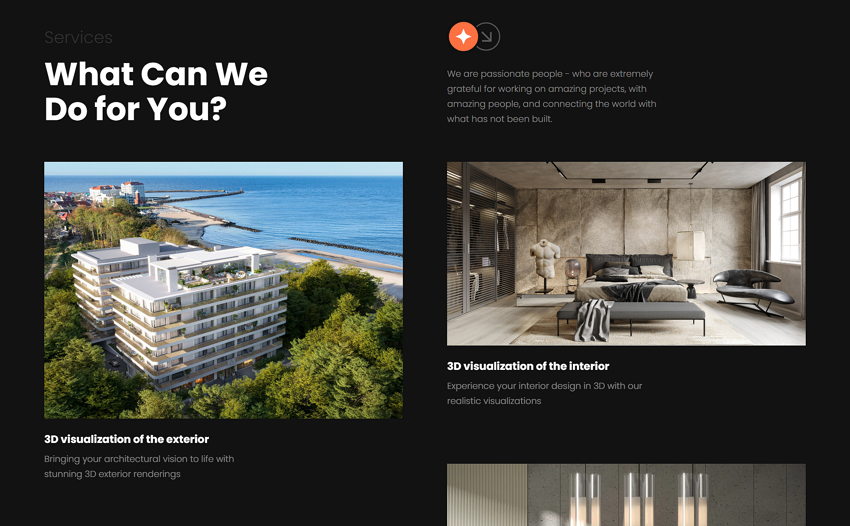 Services
What Can We
Do for You?
We are passionate people - who are extremely
grateful for working on amazing projects, with
amazing people, and connecting the world with
what has not been built.
3D visualization of the exterior
Bringing your architectural vision to life with
stunning 3D exterior renderings
3D visualization of the interior
Experience your interior design in 3D with our
realistic visualizations